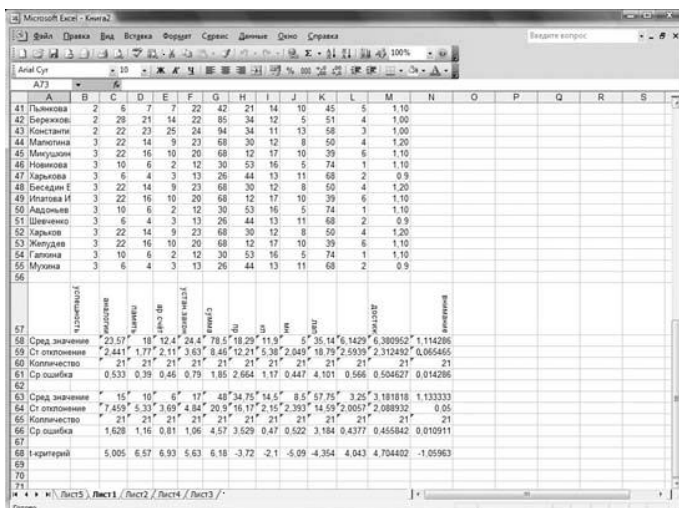 Microsoft Excel - Книга2
Файл Правка Вид Вставка Формат Сервис Данные Окно Справка
Введите вопрос
100%
Arial Cyr 10 Ж К Ч
A73 fx
A B C D E F G H I J K L M N O P Q R S
41 Пьянкова 2 6 7 7 22 42 21 14 10 45 5 1,10
42 Бережков 2 28 21 14 22 85 34 12 5 51 4 1,00
43 Константи 2 22 23 25 24 94 34 11 13 58 3 1,00
44 Малютина 3 22 14 9 23 68 30 12 8 50 4 1,20
45 Микушкин 3 22 16 10 20 68 12 17 10 39 6 1,10
46 Новикова 3 10 6 2 12 30 53 16 5 74 1 1,10
47 Харькова 3 6 4 3 13 26 44 13 11 68 2 0.9
48 Беседин Е 3 22 14 9 23 68 30 12 8 50 4 1,20
49 Ипатова И 3 22 16 10 20 68 12 17 10 39 6 1,10
50 Авдоньев 3 10 6 2 12 30 53 16 5 74 1 1,10
51 Шевченко 3 6 4 3 13 26 44 13 11 68 2 0.9
52 Харьков 3 22 14 9 23 68 30 12 8 50 4 1,20
53 Желудев 3 22 16 10 20 68 12 17 10 39 6 1,10
54 Галкина 3 10 6 2 12 30 53 16 5 74 1 1,10
55 Мухина 3 6 4 3 13 26 44 13 11 68 2 0.9
56
57 успешность аналогии память ар счёт устан закон сумма лр кп мн лап достиж внимание
58 Сред значение 23,57 18 12,4 24,4 78,5 18,29 11,9 5 35,14 6,1429 6,380952 1,114286
59 Ст отклонение 2,441 1,77 2,11 3,63 8,46 12,21 5,38 2,049 18,79 2,5939 2,312492 0,065465
60 Колличество 21 21 21 21 21 21 21 21 21 21 21 21
61 Ср ошибка 0,533 0,39 0,46 0,79 1,85 2,664 1,17 0,447 4,101 0,566 0,504627 0,014286
62
63 Сред значение 15 10 6 17 48 34,75 14,5 8,5 57,75 3,25 3,181818 1,133333
64 Ст отклонение 7,459 5,33 3,69 4,84 20,9 16,17 2,15 2,393 14,59 2,0057 2,088932 0,05
65 Колличество 21 21 21 21 21 21 21 21 21 21 21 21
66 Ср ошибка 1,628 1,16 0,81 1,06 4,57 3,529 0,47 0,522 3,184 0,4377 0,455842 0,010911
67
68 t-критерий 5,005 6,57 6,93 5,63 6,18 -3,72 -2,1 -5,09 -4,354 4,043 4,704402 -1,05963
69
70
71
Лист5 Лист1 Лист2 Лист4 Лист3
Готово